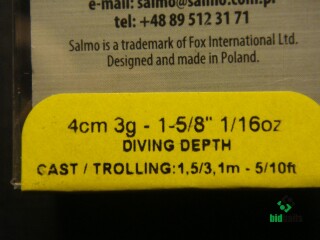 e-mail: salmo@salmo.com.pl
tel: +48 89 512 31 71
Salmo is a trademark of Fox International Ltd.
Designed and made in Poland.
4cm 3g - 1-5/8" 1/16oz
DIVING DEPTH
CAST / TROLLING:1,5/3,1m - 5/10ft